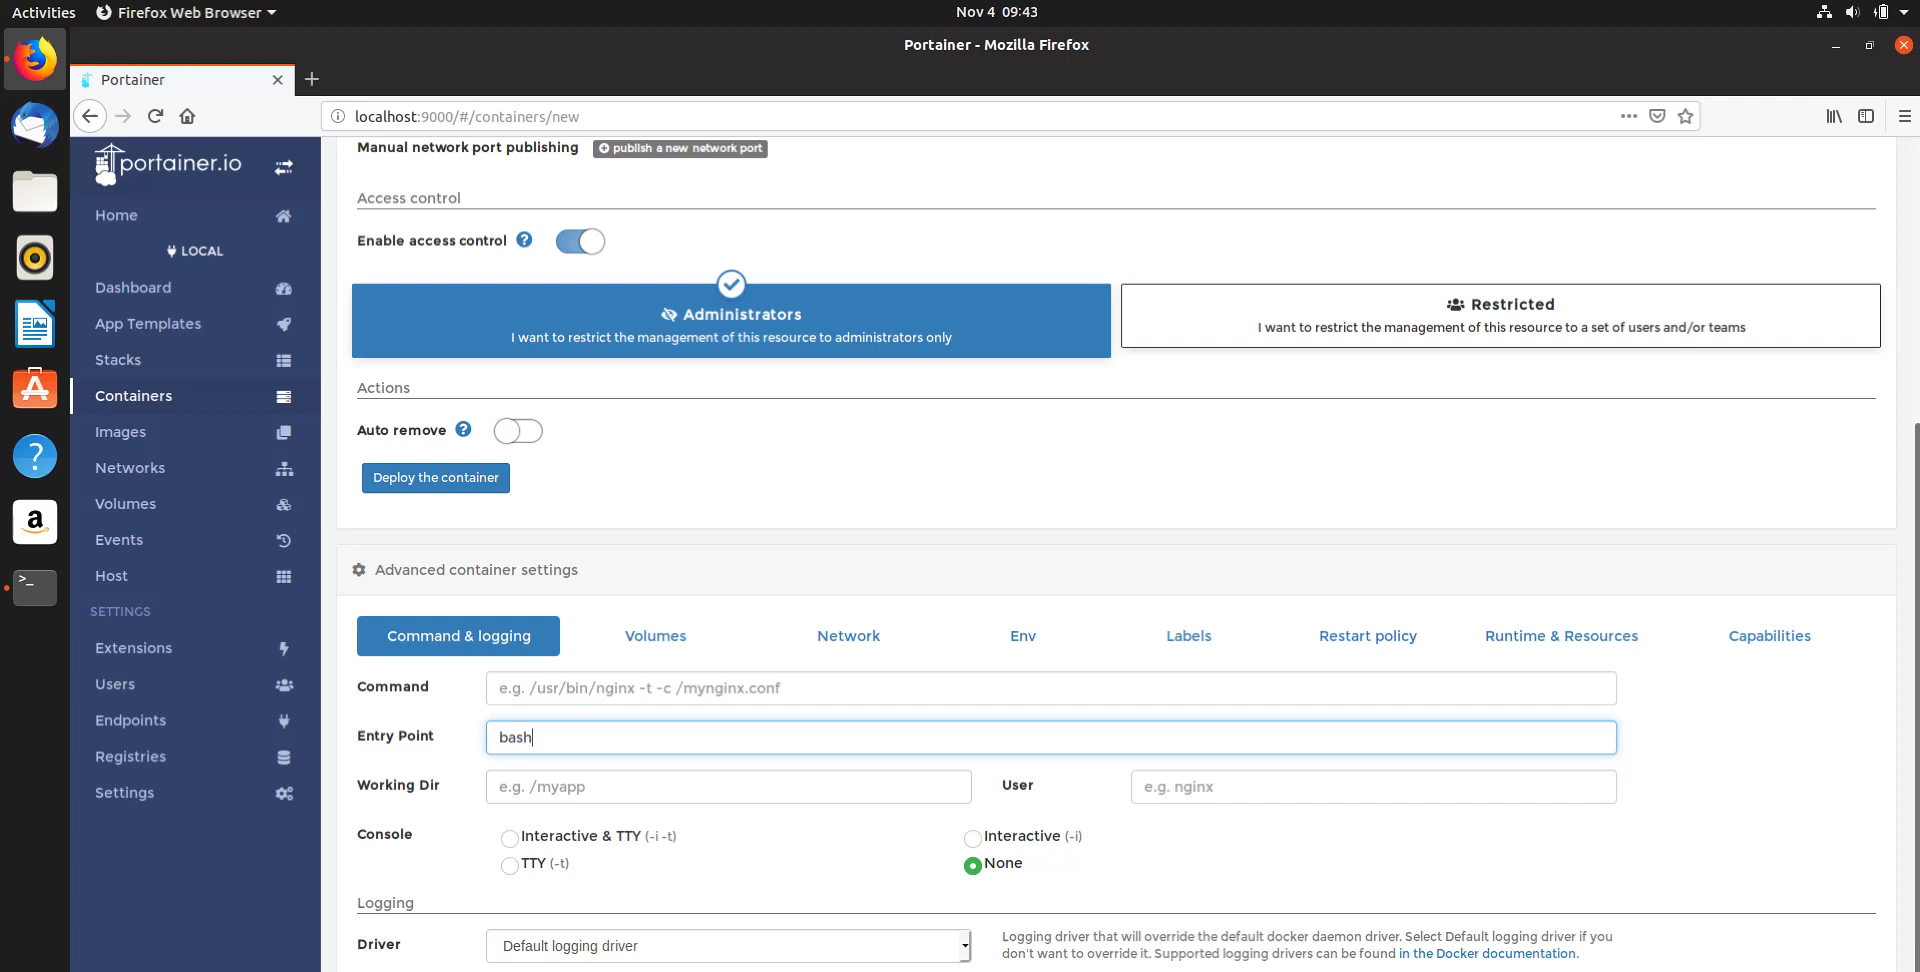 Activities Firefox Web Browser Nov 4 09:43
Portainer - Mozilla Firefox
Portainer
localhost:9000/#/containers/new
portainer.io
Home
LOCAL
Dashboard
App Templates
Stacks
Containers
Images
Networks
Volumes
Events
Host
SETTINGS
Extensions
Users
Endpoints
Registries
Settings
Manual network port publishing publish a new network port
Access control
Enable access control ?
Administrators
I want to restrict the management of this resource to administrators only
Restricted
I want to restrict the management of this resource to a set of users and/or teams
Actions
Auto remove ?
Deploy the container
Advanced container settings
Command & logging Volumes Network Env Labels Restart policy Runtime & Resources Capabilities
Command e.g. /usr/bin/nginx -t -c /mynginx.conf
Entry Point bash
Working Dir e.g. /myapp User e.g. nginx
Console Interactive & TTY (-i -t) Interactive (-i)
TTY (-t) None
Logging
Driver Default logging driver
Logging driver that will override the default docker daemon driver. Select Default logging driver if you
don't want to override it. Supported logging drivers can be found in the Docker documentation.